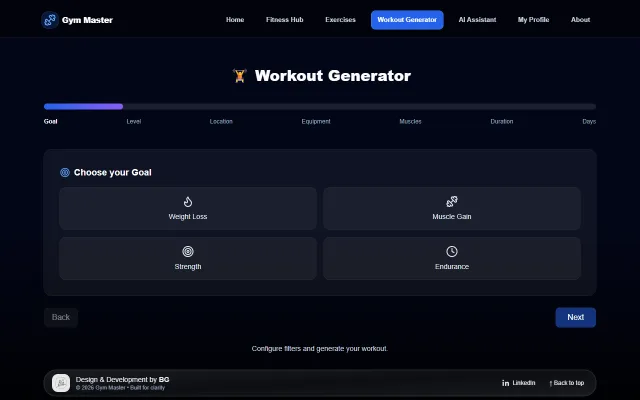 Gym Master
Home Fitness Hub Exercises Workout Generator AI Assistant My Profile About
Workout Generator
Goal Level Location Equipment Muscles Duration Days
Choose your Goal
Weight Loss Muscle Gain
Strength Endurance
Back Next
Configure filters and generate your workout.
Design & Development by BG
© 2026 Gym Master • Built for clarity
in LinkedIn ↑ Back to top